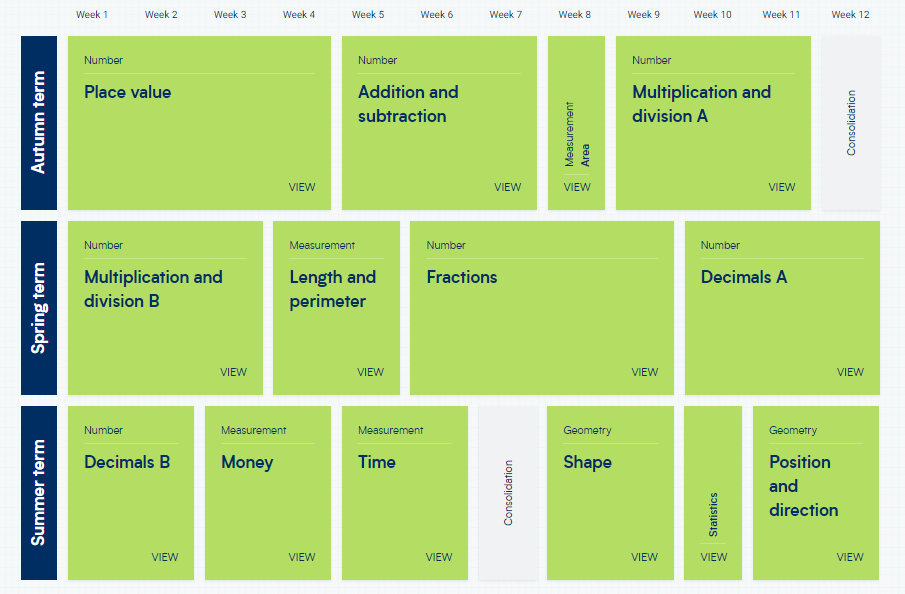 Week 1 Week 2 Week 3 Week 4 Week 5 Week 6 Week 7 Week 8 Week 9 Week 10 Week 11 Week 12
Autumn term
Number
Place value
VIEW
Number
Addition and
subtraction
VIEW
Measurement
Area
VIEW
Number
Multiplication and
division A
VIEW
Consolidation
Spring term
Number
Multiplication and
division B
VIEW
Measurement
Length and
perimeter
VIEW
Number
Fractions
VIEW
Number
Decimals A
VIEW
Summer term
Number
Decimals B
VIEW
Measurement
Money
VIEW
Measurement
Time
VIEW
Consolidation
Geometry
Shape
VIEW
Statistics
VIEW
Geometry
Position
and
direction
VIEW